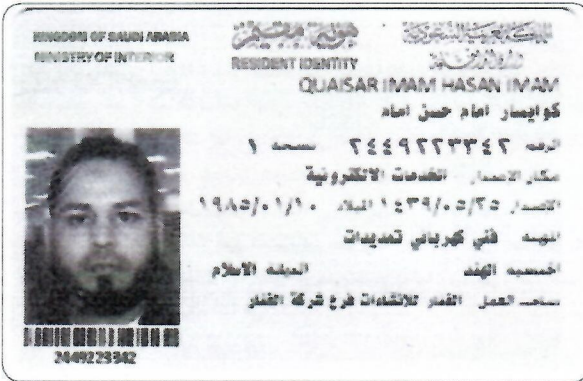 KINGDOM OF SAUDI ARABIA
MINISTRY OF INTERIOR
هوية مقيم
RESIDENT IDENTITY
المملكة العربية السعودية
وزارة الداخلية
QUAISAR IMAM HASAN IMAM
كوايسار امام حسن امام
الرقم ٢٤٤٩٢٢٣٣٤٢ نسخة ١
مكان الاصدار الخدمات الالكترونية
الاصدار ١٤٣٩/٠٥/٢٥ الميلاد ١٩٨٥/٠١/١٠
المهنة فني كهربائي تمديدات
الجنسية الهند الديانة الاسلام
صاحب العمل للانشاءات فرع شركة
2449223342